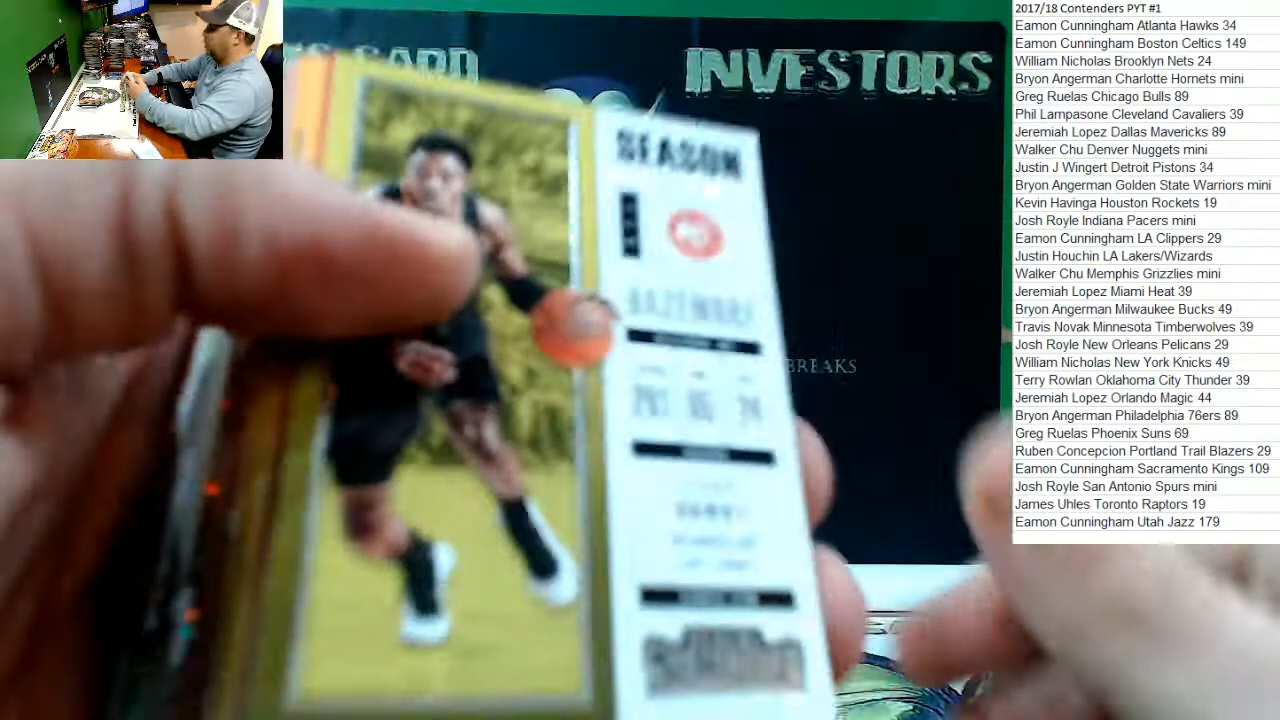 CARD
INVESTORS
BREAKS
SEASON
BAZEMORE
2017/18 Contenders PYT #1
Eamon Cunningham Atlanta Hawks 34
Eamon Cunningham Boston Celtics 149
William Nicholas Brooklyn Nets 24
Bryon Angerman Charlotte Hornets mini
Greg Ruelas Chicago Bulls 89
Phil Lampasone Cleveland Cavaliers 39
Jeremiah Lopez Dallas Mavericks 89
Walker Chu Denver Nuggets mini
Justin J Wingert Detroit Pistons 34
Bryon Angerman Golden State Warriors mini
Kevin Havinga Houston Rockets 19
Josh Royle Indiana Pacers mini
Eamon Cunningham LA Clippers 29
Justin Houchin LA Lakers/Wizards
Walker Chu Memphis Grizzlies mini
Jeremiah Lopez Miami Heat 39
Bryon Angerman Milwaukee Bucks 49
Travis Novak Minnesota Timberwolves 39
Josh Royle New Orleans Pelicans 29
William Nicholas New York Knicks 49
Terry Rowlan Oklahoma City Thunder 39
Jeremiah Lopez Orlando Magic 44
Bryon Angerman Philadelphia 76ers 89
Greg Ruelas Phoenix Suns 69
Ruben Concepcion Portland Trail Blazers 29
Eamon Cunningham Sacramento Kings 109
Josh Royle San Antonio Spurs mini
James Uhles Toronto Raptors 19
Eamon Cunningham Utah Jazz 179